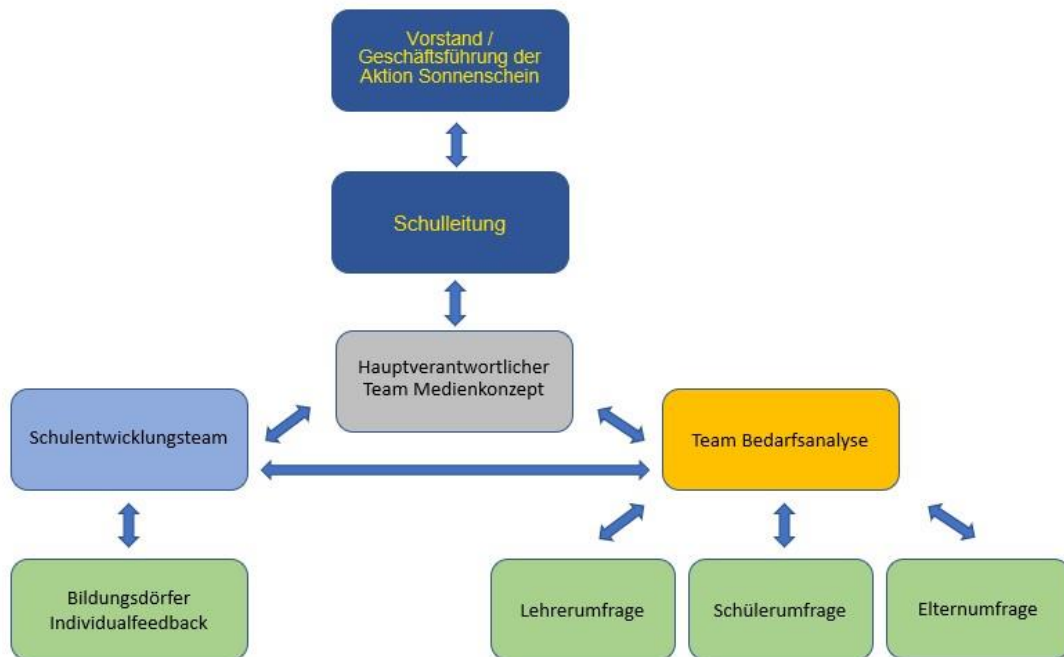 Vorstand /
Geschäftsführung der
Aktion Sonnenschein
Schulleitung
Hauptverantwortlicher
Team Medienkonzept
Schulentwicklungsteam
Team Bedarfsanalyse
Bildungsdörfer
Individualfeedback
Lehrerumfrage
Schülerumfrage
Elternumfrage